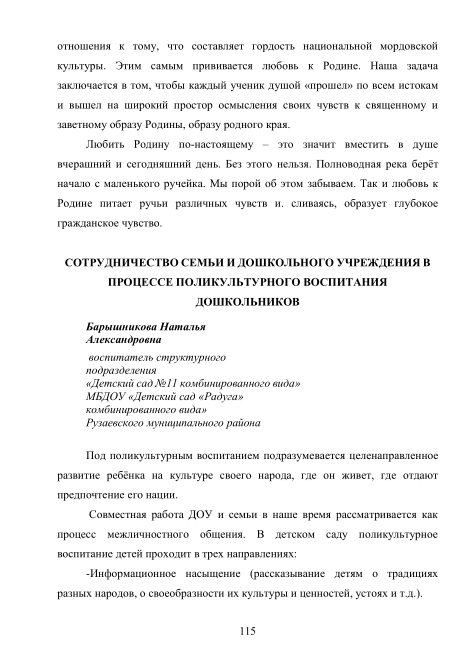 отношения к тому, что составляет гордость национальной мордовской
культуры. Этим самым прививается любовь к Родине. Наша задача
заключается в том, чтобы каждый ученик душой «прошел» по всем истокам
и вышел на широкий простор осмысления своих чувств к священному и
заветному образу Родины, образу родного края.
Любить Родину по-настоящему – это значит вместить в душе
вчерашний и сегодняшний день. Без этого нельзя. Полноводная река берёт
начало с маленького ручейка. Мы порой об этом забываем. Так и любовь к
Родине питает ручьи различных чувств и. сливаясь, образует глубокое
гражданское чувство.
СОТРУДНИЧЕСТВО СЕМЬИ И ДОШКОЛЬНОГО УЧРЕЖДЕНИЯ В
ПРОЦЕССЕ ПОЛИКУЛЬТУРНОГО ВОСПИТАНИЯ
ДОШКОЛЬНИКОВ
Барышникова Наталья
Александровна
воспитатель структурного
подразделения
«Детский сад №11 комбинированного вида»
МБДОУ «Детский сад «Радуга»
комбинированного вида»
Рузаевского муниципального района
Под поликультурным воспитанием подразумевается целенаправленное
развитие ребёнка на культуре своего народа, где он живет, где отдают
предпочтение его нации.
Совместная работа ДОУ и семьи в наше время рассматривается как
процесс межличностного общения. В детском саду поликультурное
воспитание детей проходит в трех направлениях:
-Информационное насыщение (рассказывание детям о традициях
разных народов, о своеобразности их культуры и ценностей, устоях и т.д.).
115